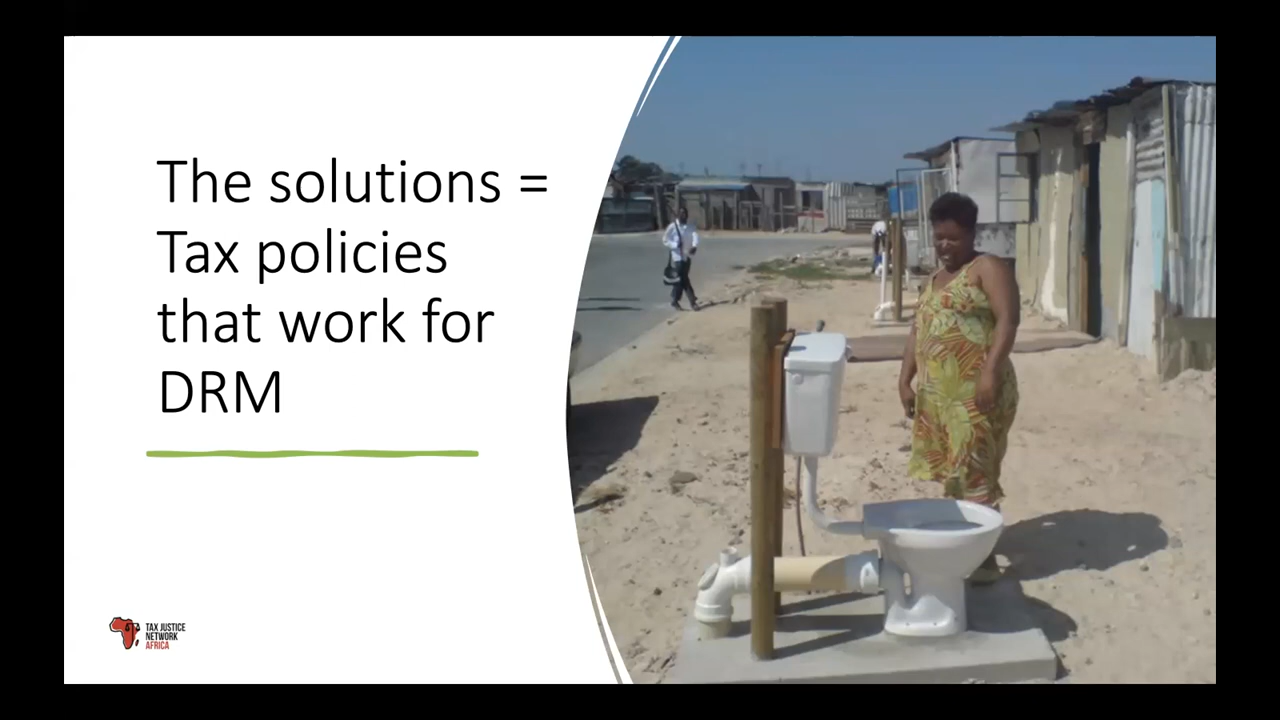 The solutions =
Tax policies
that work for
DRM
TAX JUSTICE
NETWORK
AFRICA